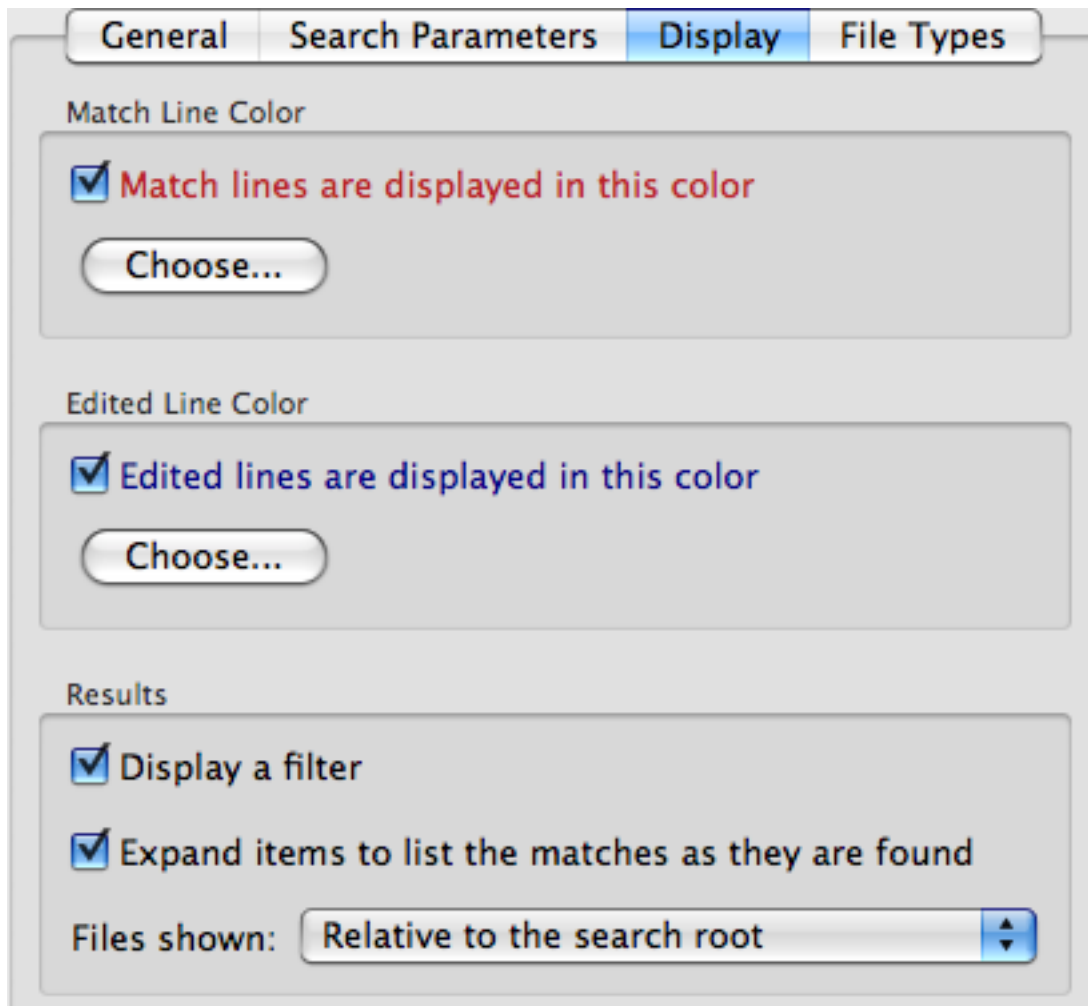 General Search Parameters Display File Types
Match Line Color
Match lines are displayed in this color
Choose...
Edited Line Color
Edited lines are displayed in this color
Choose...
Results
Display a filter
Expand items to list the matches as they are found
Files shown: Relative to the search root